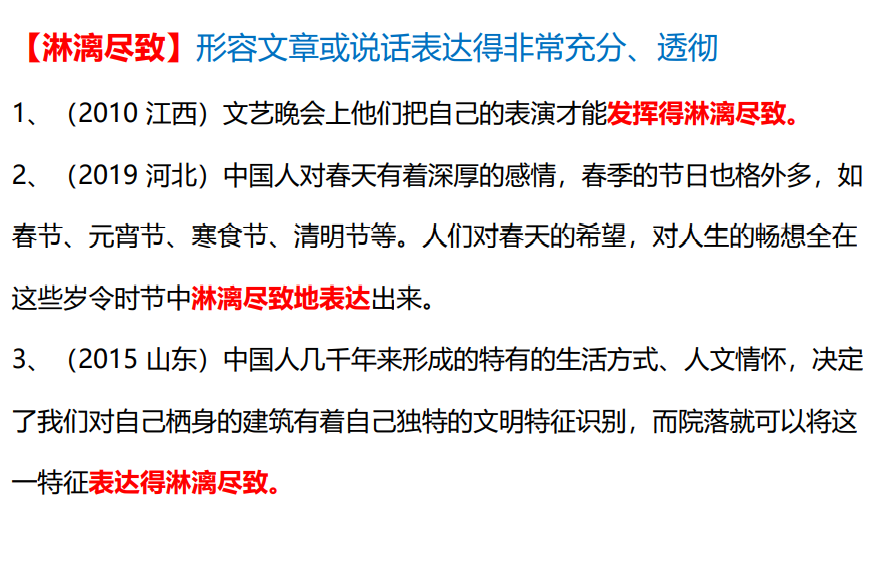 【淋漓尽致】形容文章或说话表达得非常充分、透彻
1、（2010 江西）文艺晚会上他们把自己的表演才能发挥得淋漓尽致。
2、（2019 河北）中国人对春天有着深厚的感情，春季的节日也格外多，如
春节、元宵节、寒食节、清明节等。人们对春天的希望，对人生的畅想全在
这些岁令时节中淋漓尽致地表达出来。
3、（2015 山东）中国人几千年来形成的特有的生活方式、人文情怀，决定
了我们对自己栖身的建筑有着自己独特的文明特征识别，而院落就可以将这
一特征表达得淋漓尽致。